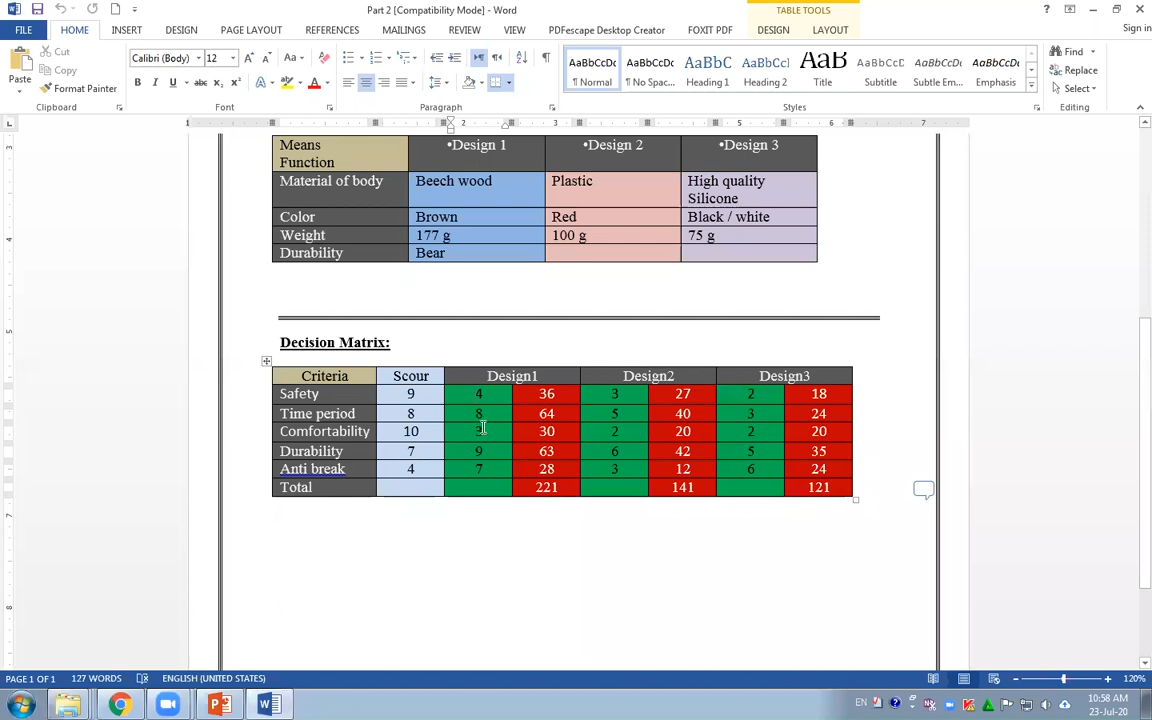 Part 2 [Compatibility Mode] - Word
TABLE TOOLS
FILE HOME INSERT DESIGN PAGE LAYOUT REFERENCES MAILINGS REVIEW VIEW PDFescape Desktop Creator FOXIT PDF DESIGN LAYOUT
Sign in
Paste
Cut
Copy
Format Painter
Clipboard
Calibri (Body) 12
Font
Paragraph
AaBbCcDc AaBbCcDc AaBbC AaBbCcI AaB AaBbCcD AaBbCcDc AaBbCcDc
¶ Normal ¶ No Spac... Heading 1 Heading 2 Title Subtitle Subtle Em... Emphasis
Styles
Find
Replace
Select
Editing
Means Function •Design 1 •Design 2 •Design 3
Material of body Beech wood Plastic High quality Silicone
Color Brown Red Black / white
Weight 177 g 100 g 75 g
Durability Bear
Decision Matrix:
Criteria Scour Design1 Design2 Design3
Safety 9 4 36 3 27 2 18
Time period 8 8 64 5 40 3 24
Comfortability 10 30 2 20 2 20
Durability 7 9 63 6 42 5 35
Anti break 4 7 28 3 12 6 24
Total 221 141 121
PAGE 1 OF 1 127 WORDS ENGLISH (UNITED STATES) 120%
EN
10:58 AM
23-Jul-20